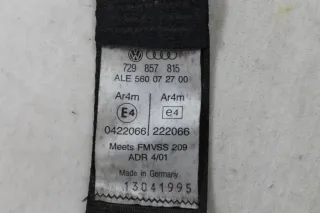 729 857 815
ALE 560 07 27 00
Ar4m Ar4m
E4 e4
0422066 222066
Meets FMVSS 209
ADR 4/01
Made in Germany
13041995